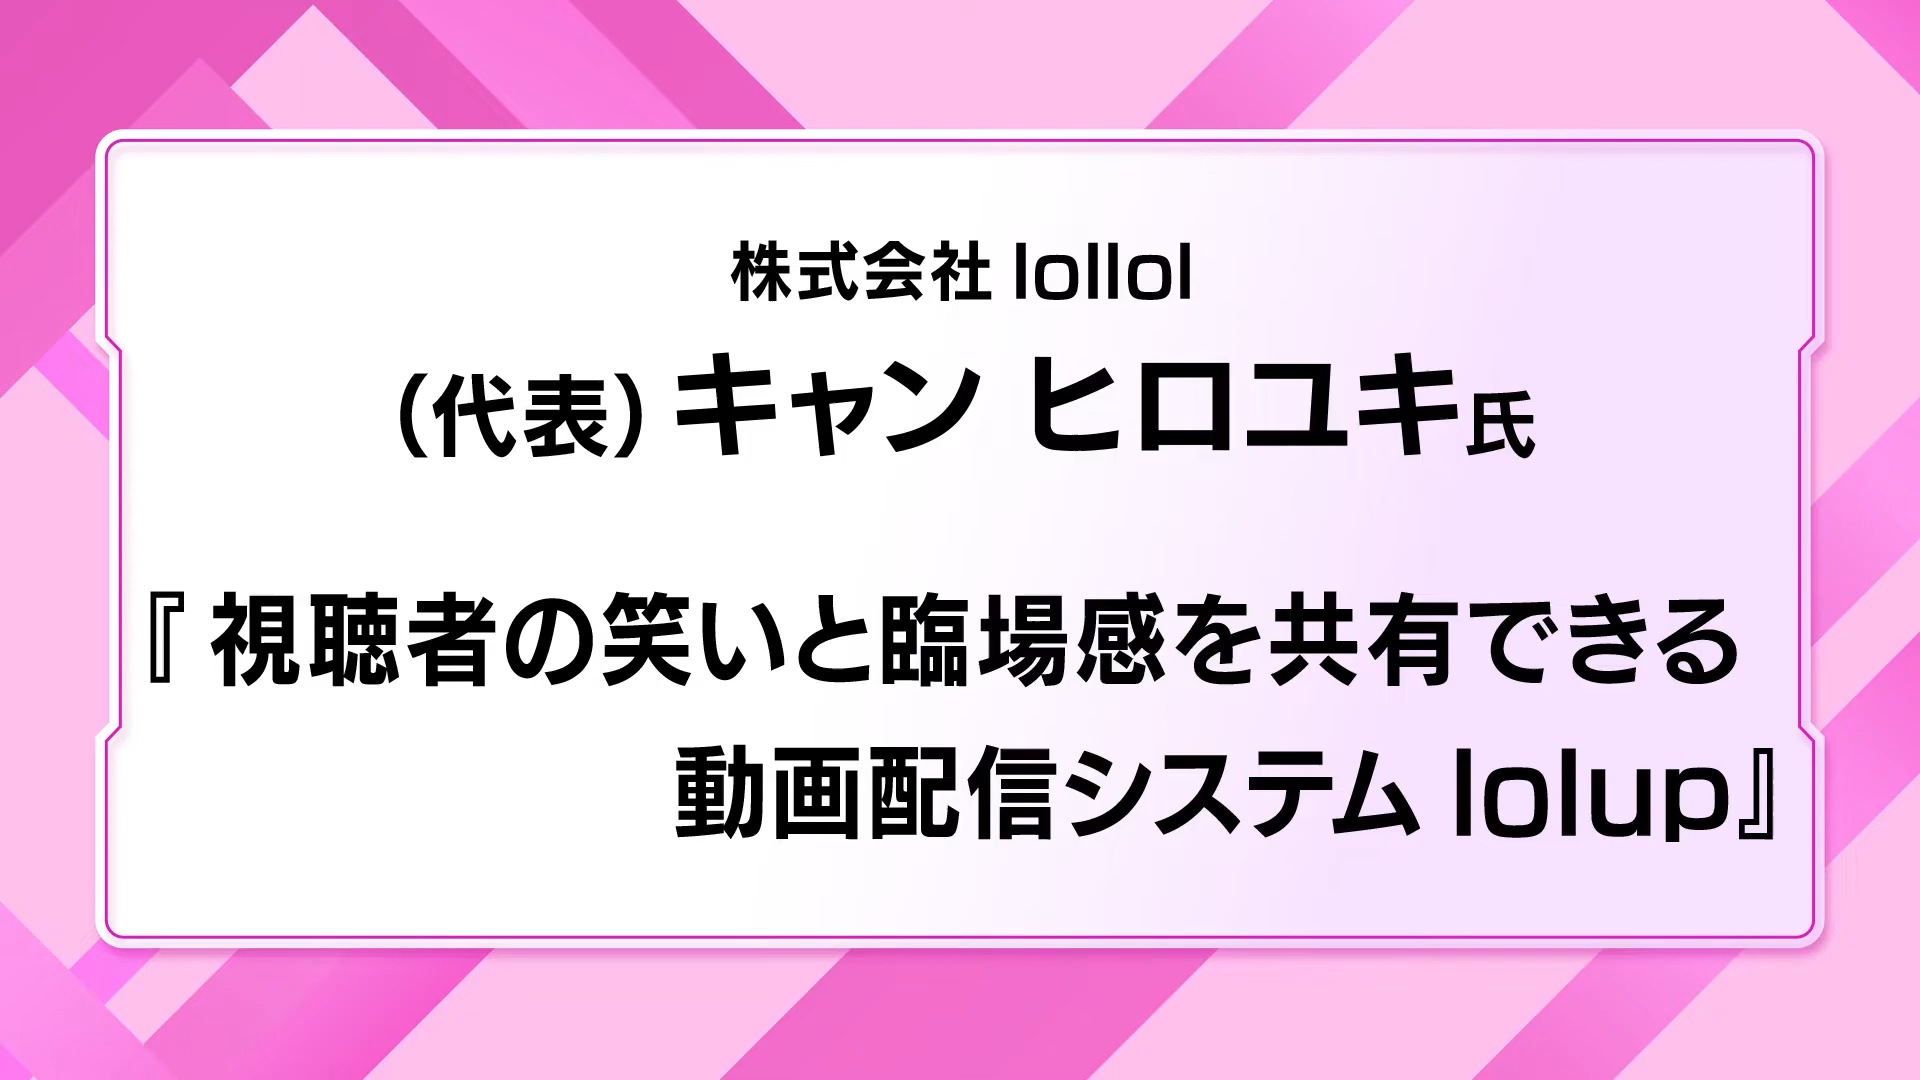 株式会社 lollol
（代表）キャン ヒロユキ氏
『視聴者の笑いと臨場感を共有できる
動画配信システム lolup』